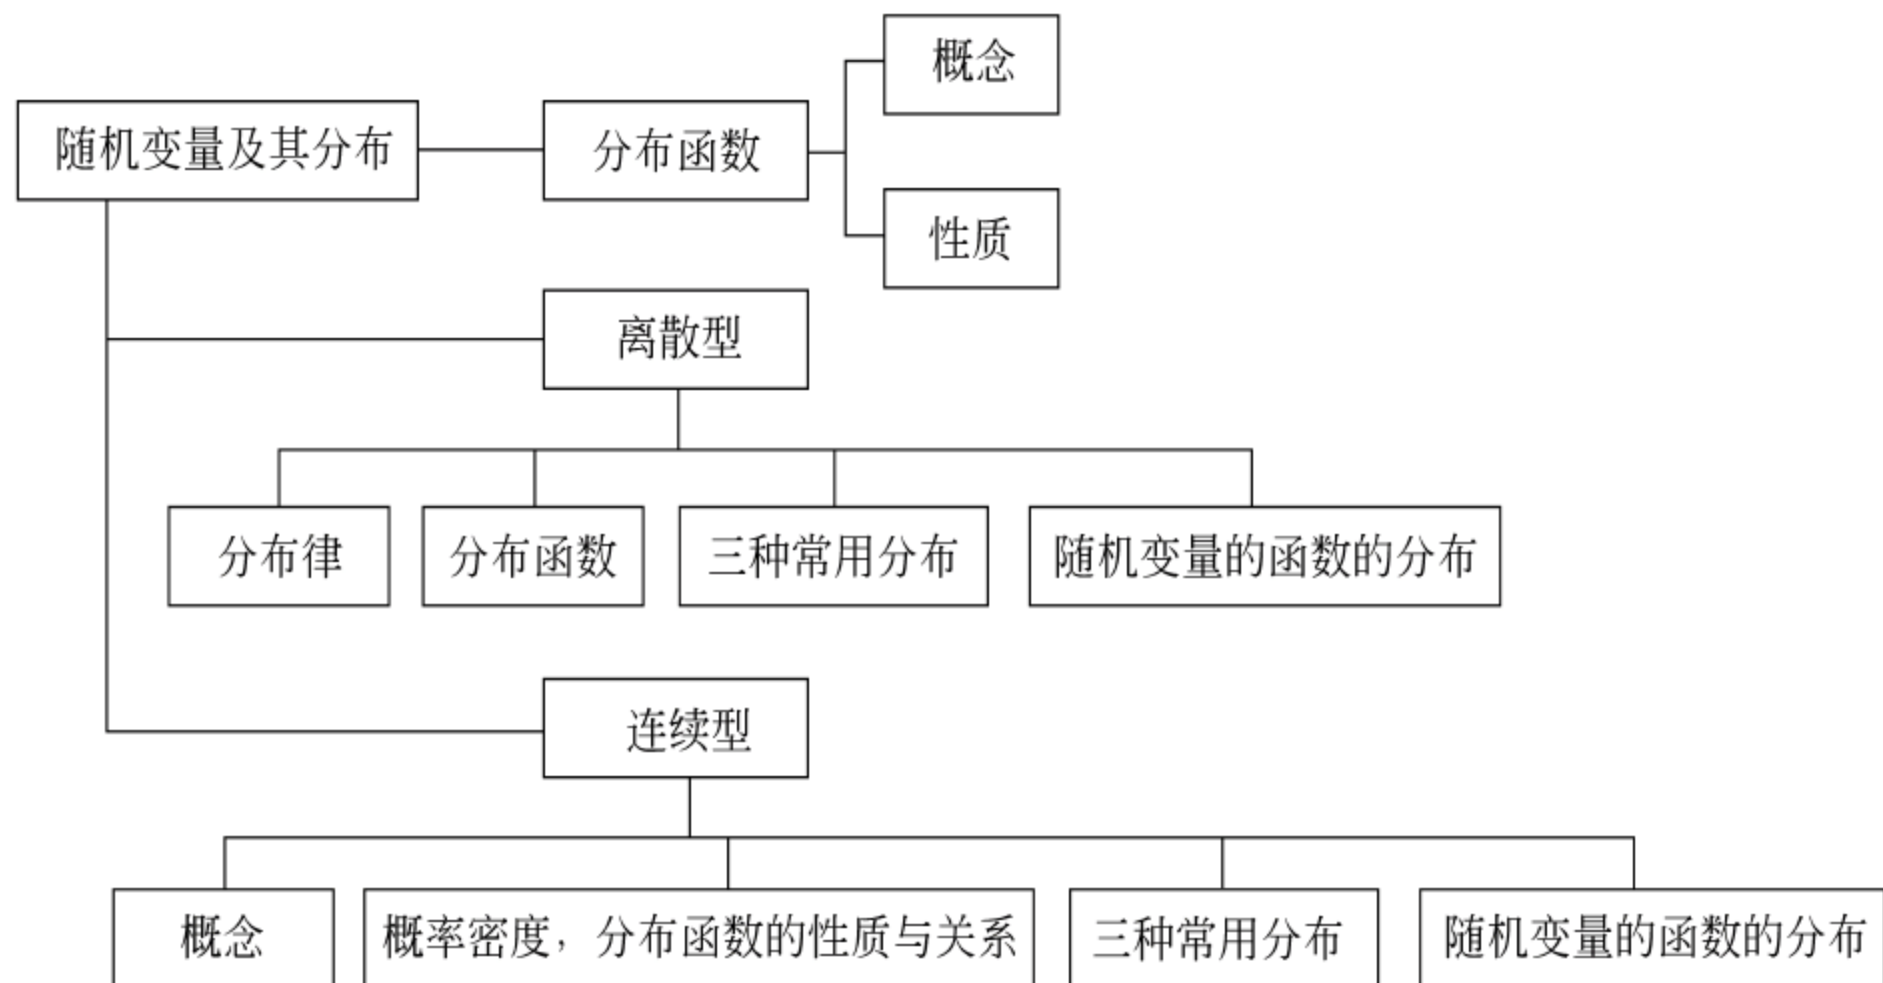 概念
随机变量及其分布
分布函数
性质
离散型
分布律
分布函数
三种常用分布
随机变量的函数的分布
连续型
概念
概率密度，分布函数的性质与关系
三种常用分布
随机变量的函数的分布